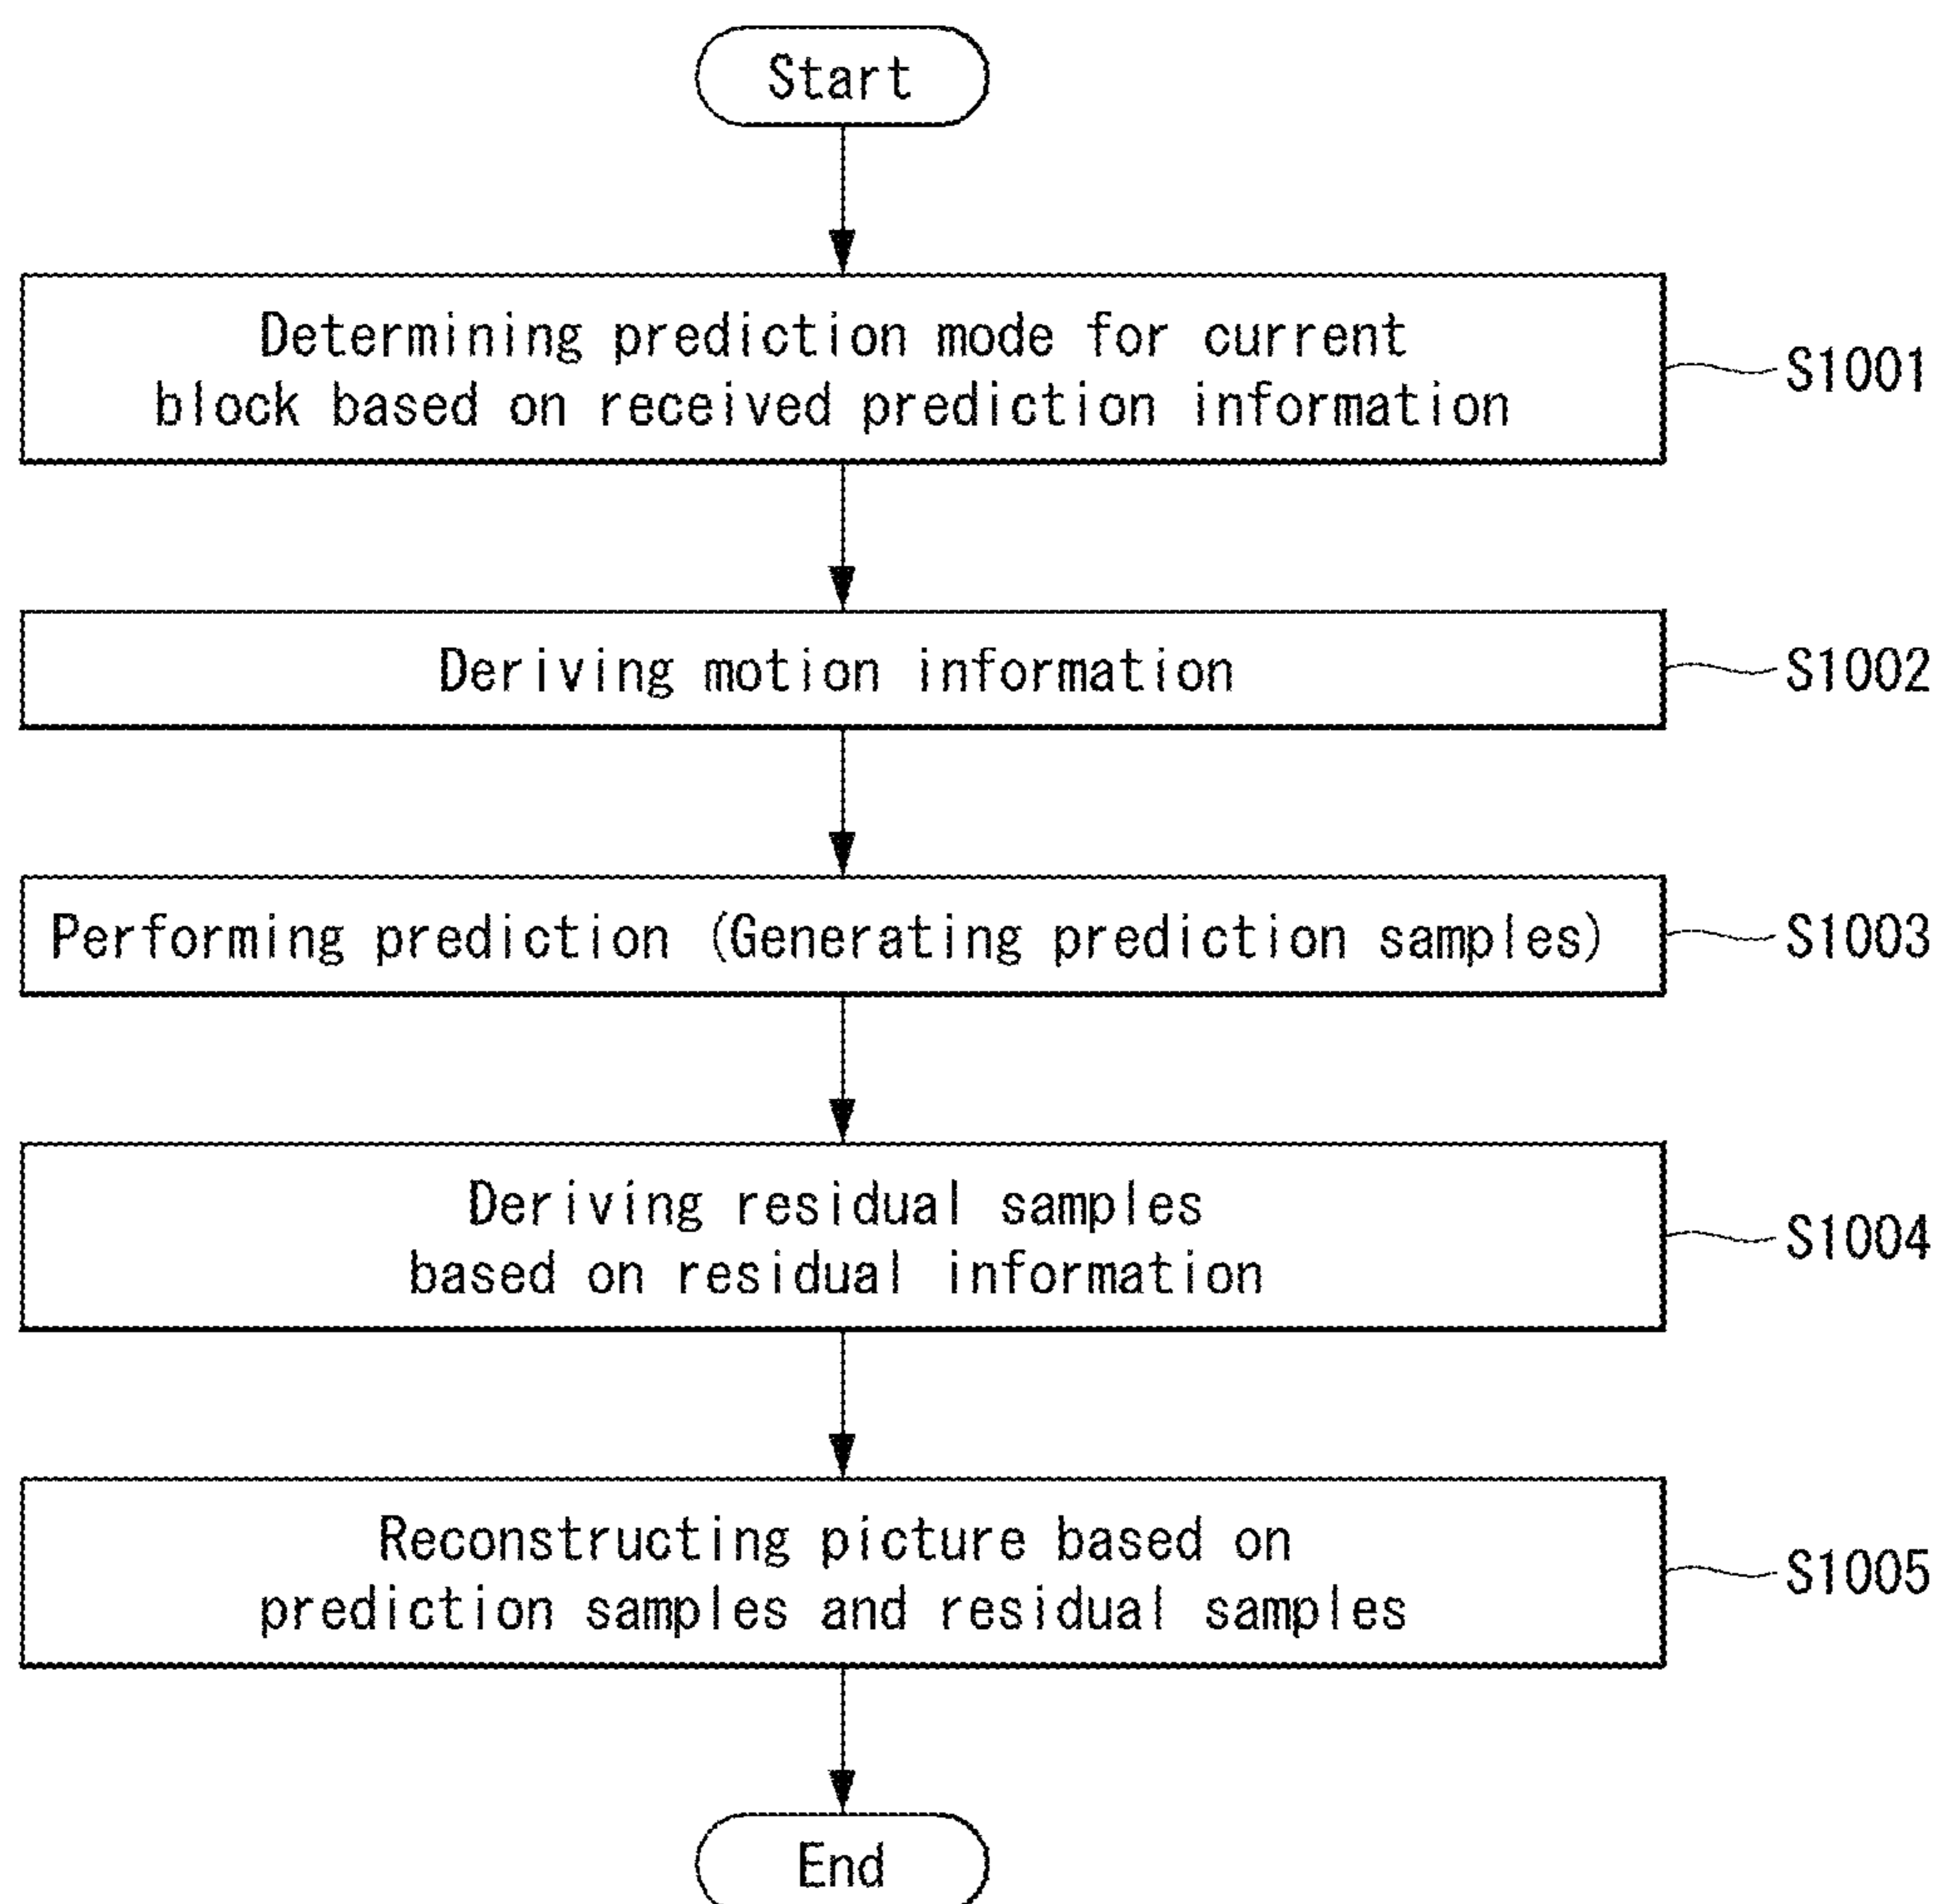 Start
Determining prediction mode for current
block based on received prediction information
S1001
Deriving motion information
S1002
Performing prediction (Generating prediction samples)
S1003
Deriving residual samples
based on residual information
S1004
Reconstructing picture based on
prediction samples and residual samples
S1005
End